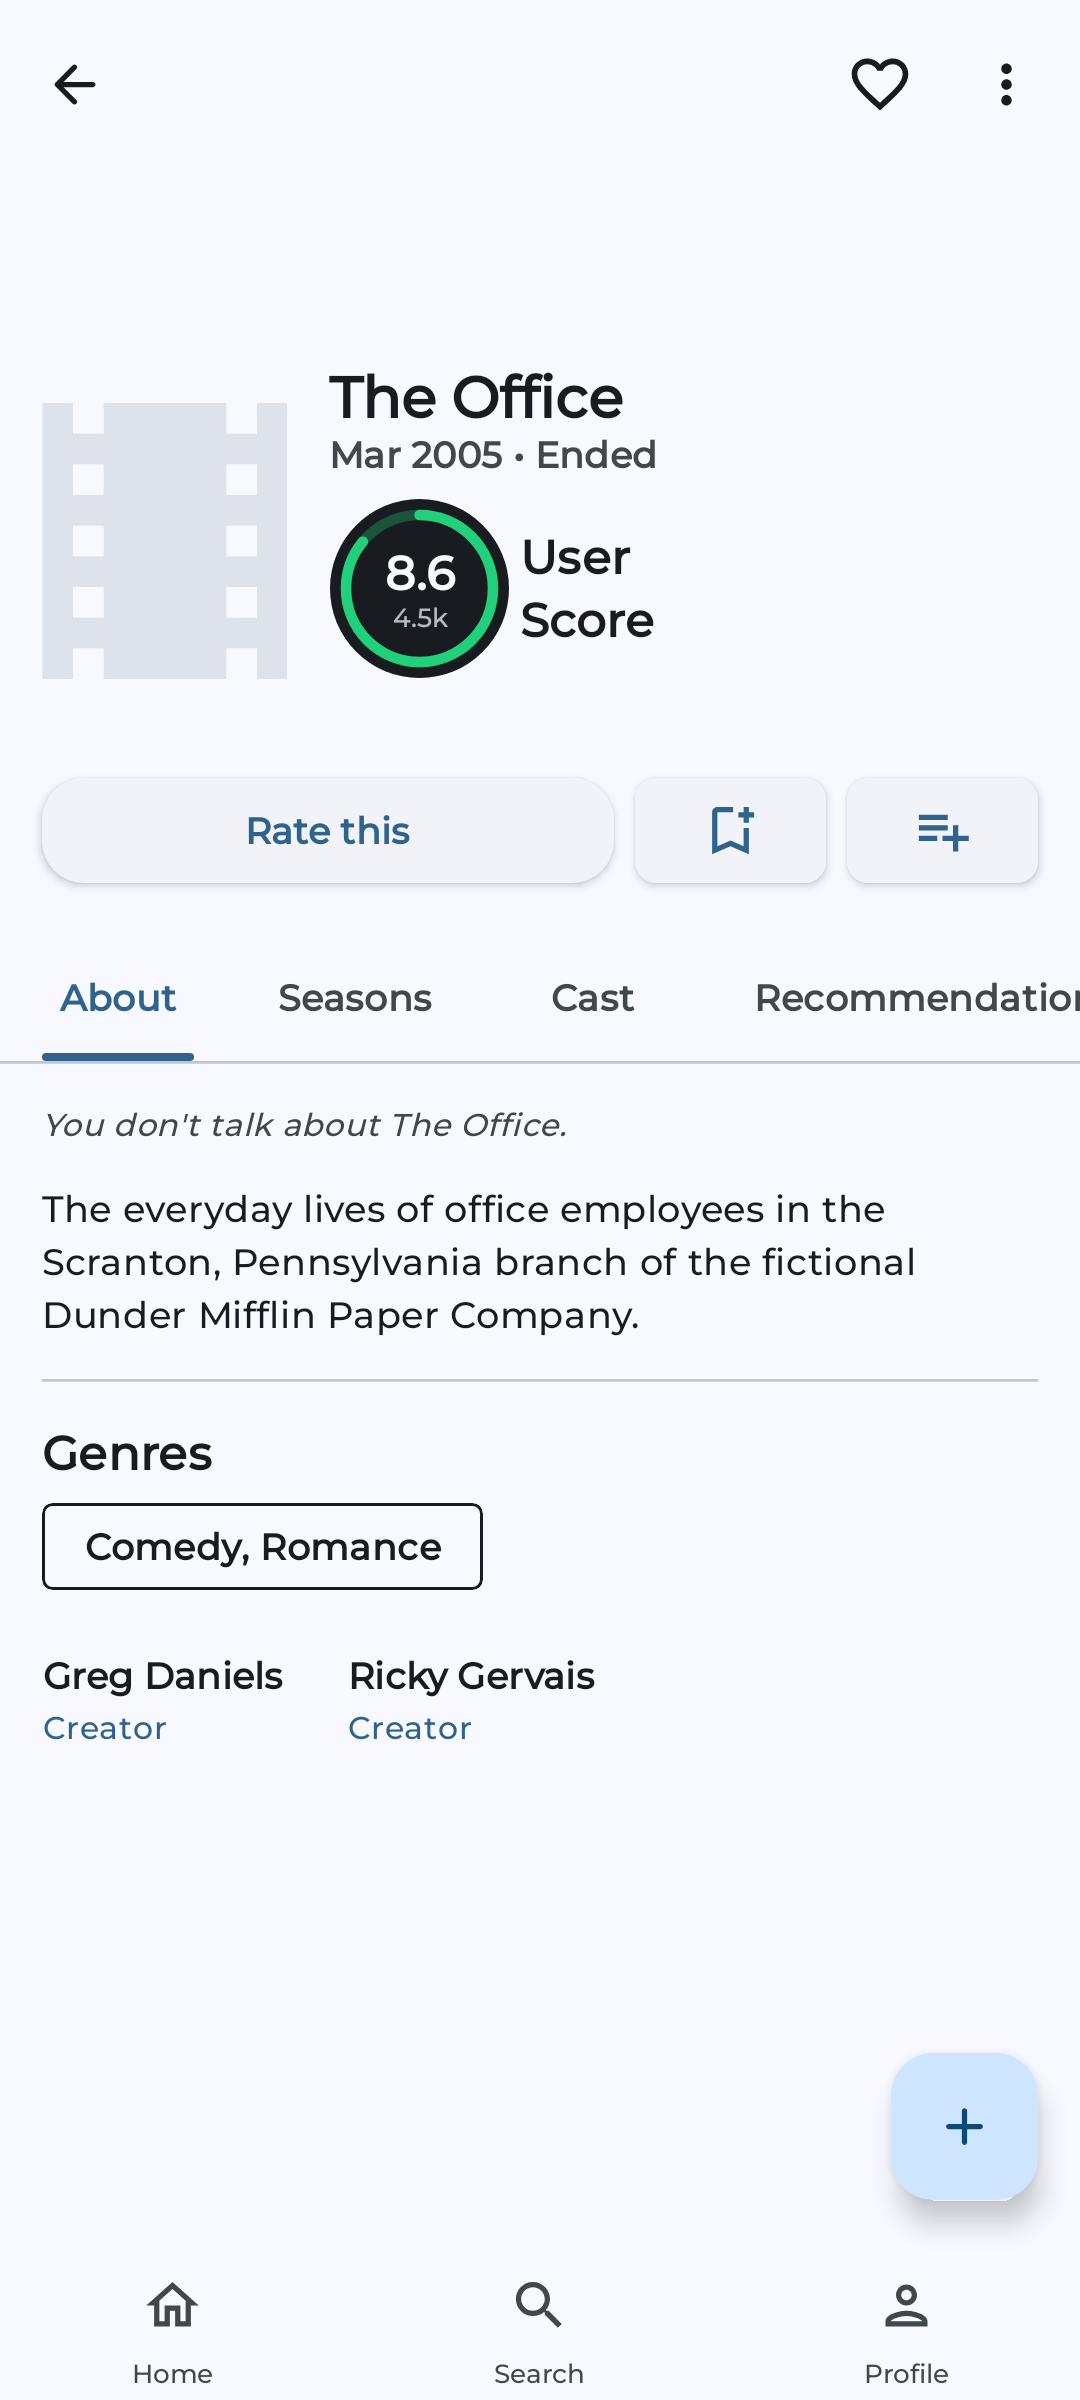 The Office
Mar 2005 • Ended
8.6
4.5k
User
Score
Rate this
About
Seasons
Cast
Recommendation
You don't talk about The Office.
The everyday lives of office employees in the
Scranton, Pennsylvania branch of the fictional
Dunder Mifflin Paper Company.
Genres
Comedy, Romance
Greg Daniels
Creator
Ricky Gervais
Creator
Home
Search
Profile